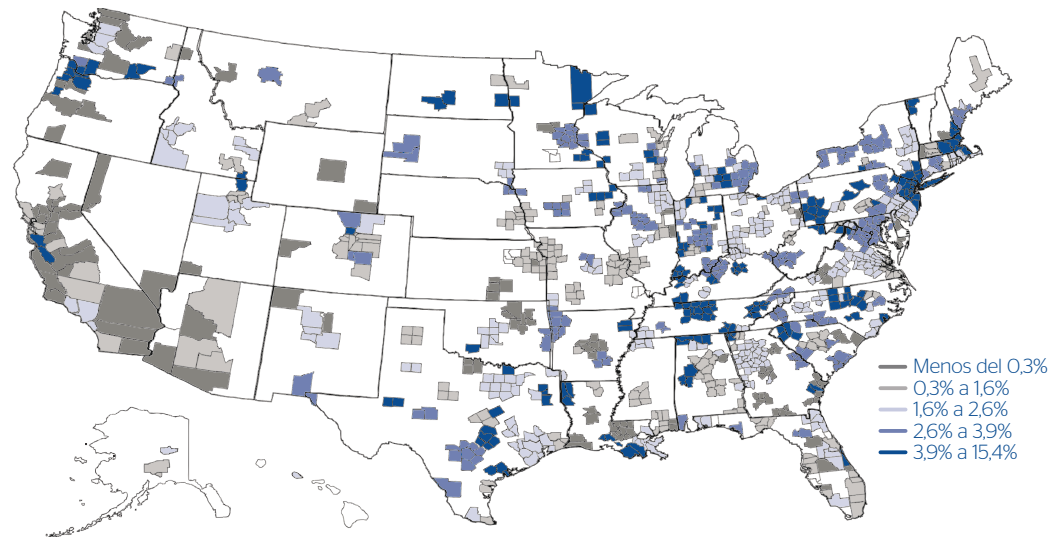 Menos del 0,3%
0,3% a 1,6%
1,6% a 2,6%
2,6% a 3,9%
3,9% a 15,4%